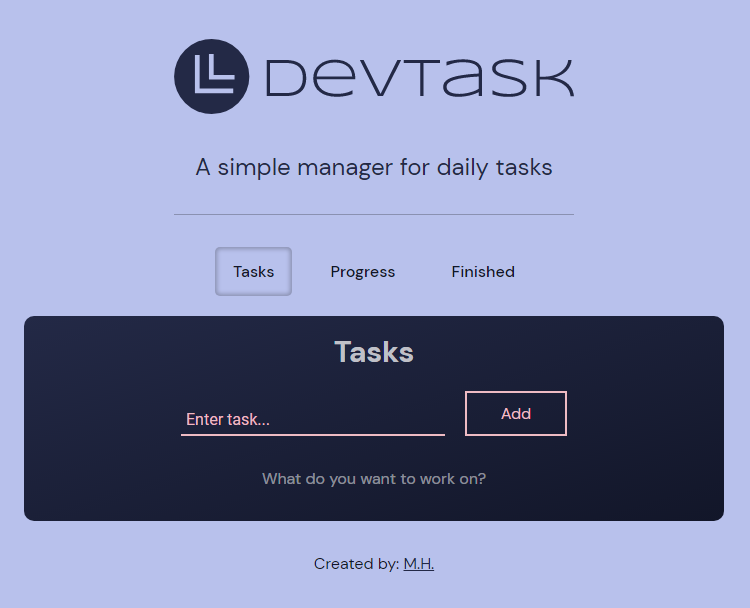 DevTask
A simple manager for daily tasks
Tasks Progress Finished
Tasks
Enter task... Add
What do you want to work on?
Created by: M.H.